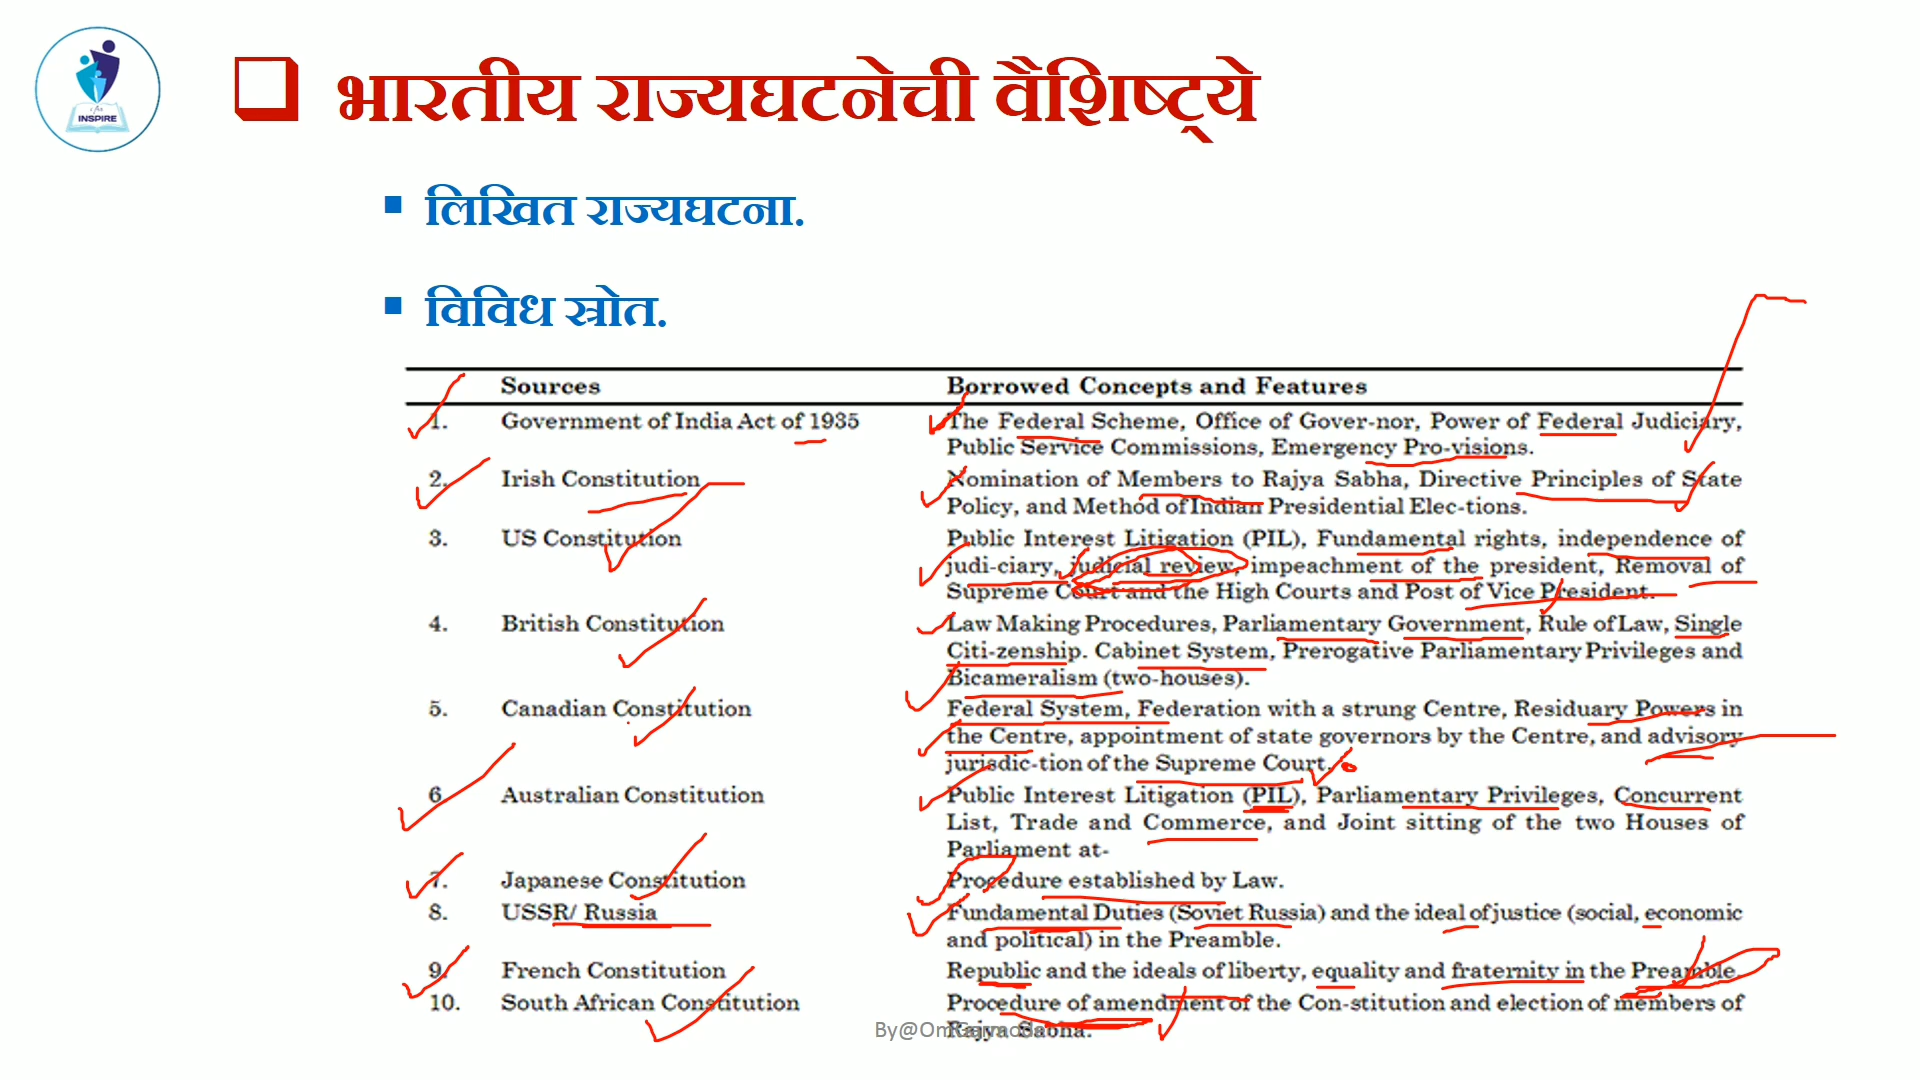 INSPIRE
भारतीय राज्यघटनेची वैशिष्ट्ये
लिखित राज्यघटना.
विविध स्रोत.
Sources Borrowed Concepts and Features
1. Government of India Act of 1935 The Federal Scheme, Office of Gover-nor, Power of Federal Judiciary,
Public Service Commissions, Emergency Pro-visions.
2. Irish Constitution Nomination of Members to Rajya Sabha, Directive Principles of State
Policy, and Method of Indian Presidential Elec-tions.
3. US Constitution Public Interest Litigation (PIL), Fundamental rights, independence of
judi-ciary, judicial review, impeachment of the president, Removal of
Supreme Court and the High Courts and Post of Vice President.
4. British Constitution Law Making Procedures, Parliamentary Government, Rule of Law, Single
Citi-zenship. Cabinet System, Prerogative Parliamentary Privileges and
Bicameralism (two-houses).
5. Canadian Constitution Federal System, Federation with a strung Centre, Residuary Powers in
the Centre, appointment of state governors by the Centre, and advisory
jurisdic-tion of the Supreme Court.
6. Australian Constitution Public Interest Litigation (PIL), Parliamentary Privileges, Concurrent
List, Trade and Commerce, and Joint sitting of the two Houses of
Parliament at-
7. Japanese Constitution Procedure established by Law.
8. USSR/ Russia Fundamental Duties (Soviet Russia) and the ideal of justice (social, economic
and political) in the Preamble.
9. French Constitution Republic and the ideals of liberty, equality and fraternity in the Preamble.
10. South African Constitution Procedure of amendment of the Con-stitution and election of members of
Rajya Sabha.